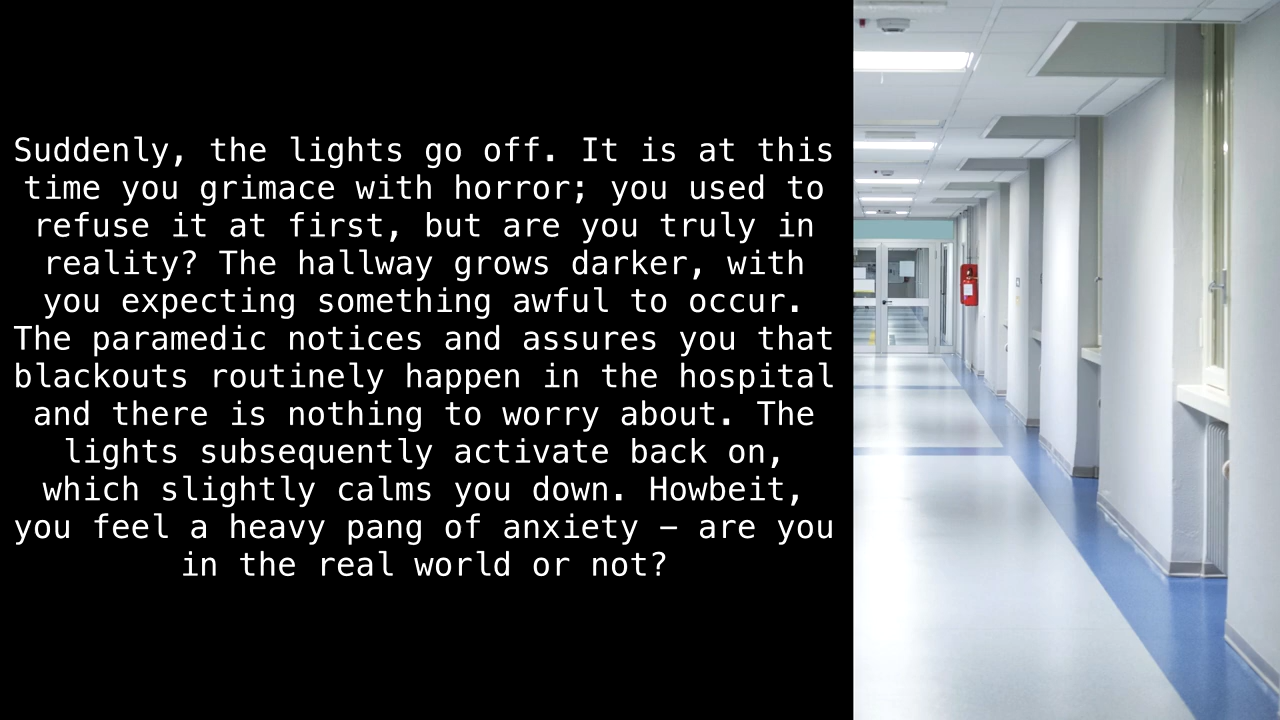 Suddenly, the lights go off. It is at this
time you grimace with horror; you used to
refuse it at first, but are you truly in
reality? The hallway grows darker, with
you expecting something awful to occur.
The paramedic notices and assures you that
blackouts routinely happen in the hospital
and there is nothing to worry about. The
lights subsequently activate back on,
which slightly calms you down. Howbeit,
you feel a heavy pang of anxiety – are you
in the real world or not?